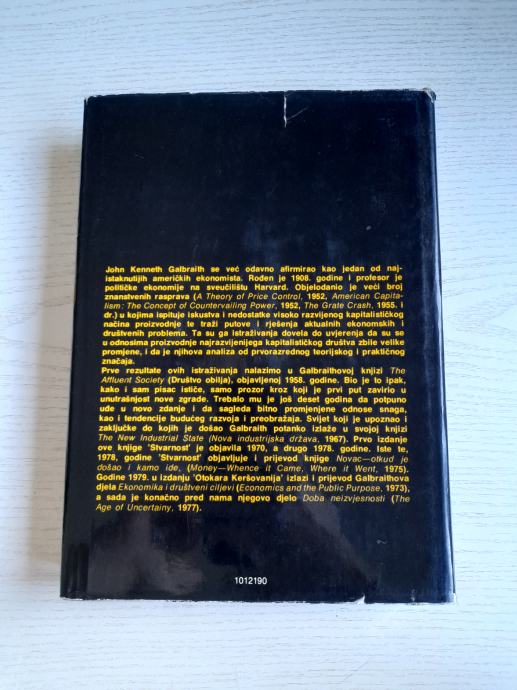 John Kenneth Galbraith se već odavno afirmirao kao jedan od naj-
istaknutijih američkih ekonomista. Rođen je 1908. godine i profesor je
političke ekonomije na sveučilištu Harvard. Objelodanio je veći broj
znanstvenih rasprava (A Theory of Price Control, 1952, American Capita-
lism: The Concept of Countervailing Power, 1952, The Grate Crash, 1955. i
dr.) u kojima ispituje iskustva i nedostatke visoko razvijenog kapitalističkog
načina proizvodnje te traži putove i rješenja aktualnih ekonomskih i
društvenih problema. Ta su ga istraživanja dovela do uvjerenja da su se
u odnosima proizvodnje najrazvijenijega kapitalističkog društva zbile velike
promjene, i da je njihova analiza od prvorazrednog teorijskog i praktičnog
značaja.
Prve rezultate ovih istraživanja nalazimo u Galbraithovoj knjizi The
Affluent Society (Društvo obilja), objavljenoj 1958. godine. Bio je to ipak,
kako i sam pisac ističe, samo prozor kroz koji je prvi put zavirio u
unutrašnjost nove zgrade. Trebalo mu je još deset godina da potpuno
uđe u novo zdanje i da sagleda bitno promjenjene odnose snaga,
kao i tendencije budućeg razvoja i preobražaja. Svijet koji je upoznao i
zaključke do kojih je došao Galbraith potanko izlaže u svojoj knjizi
The New Industrial State (Nova industrijska država, 1967). Prvo izdanje
ove knjige 'Stvarnost' je objavila 1970, a drugo 1978. godine. Iste te,
1978, godine 'Stvarnost' objavljuje i prijevod knjige Novac—otkud je
došao i kamo ide, (Money—Whence it Came, Where it Went, 1975).
Godine 1979. u izdanju 'Otokara Keršovanija' izlazi i prijevod Galbraithova
djela Ekonomika i društveni ciljevi (Economics and the Public Purpose, 1973),
a sada je konačno pred nama njegovo djelo Doba neizvjesnosti (The
Age of Uncertainy, 1977).
1012190